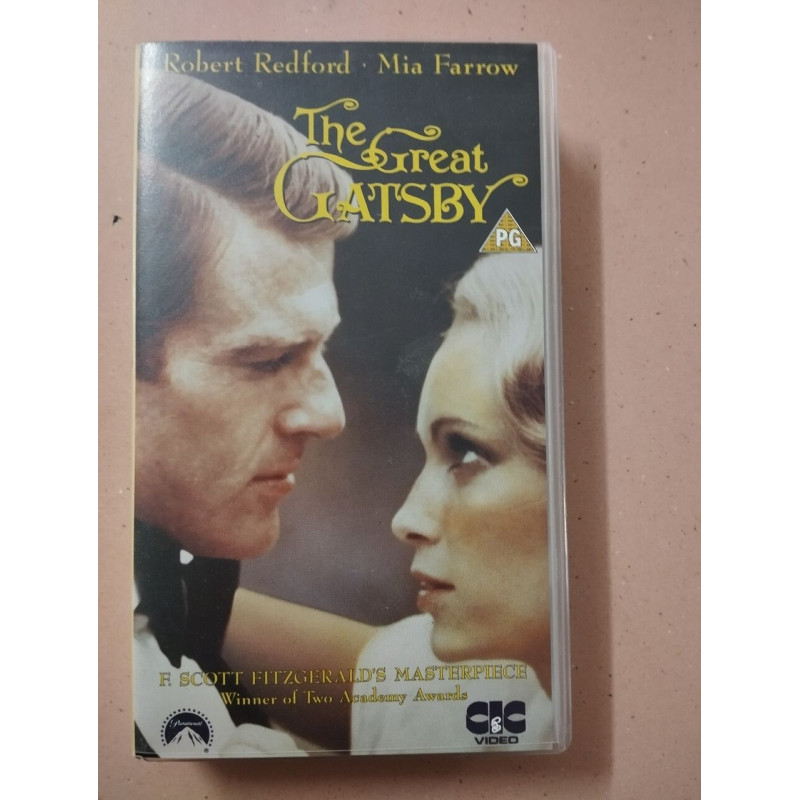 Robert Redford · Mia Farrow
The
Great
GATSBY
PG
F. SCOTT FITZGERALD'S MASTERPIECE
Winner of Two Academy Awards
Paramount
®
CIC
VIDEO